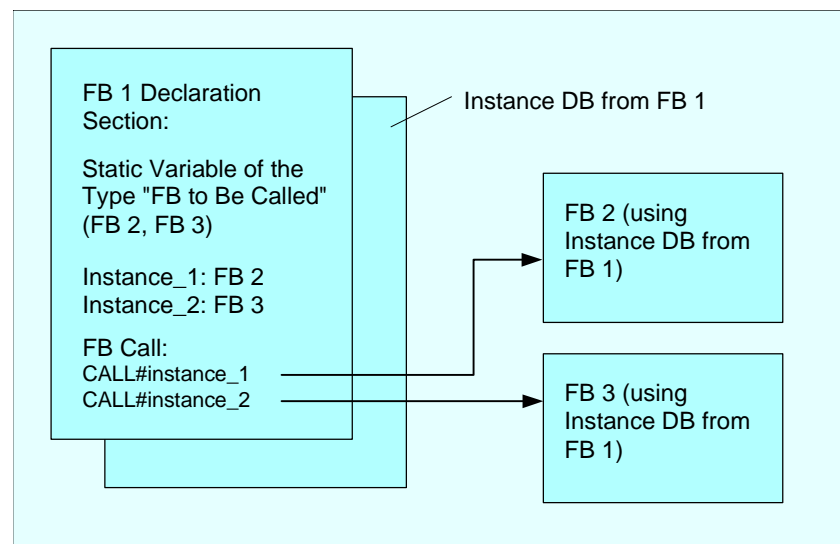 FB 1 Declaration
Section:
Static Variable of the
Type "FB to Be Called"
(FB 2, FB 3)
Instance_1: FB 2
Instance_2: FB 3
FB Call:
CALL#instance_1
CALL#instance_2
Instance DB from FB 1
FB 2 (using
Instance DB from
FB 1)
FB 3 (using
Instance DB from
FB 1)